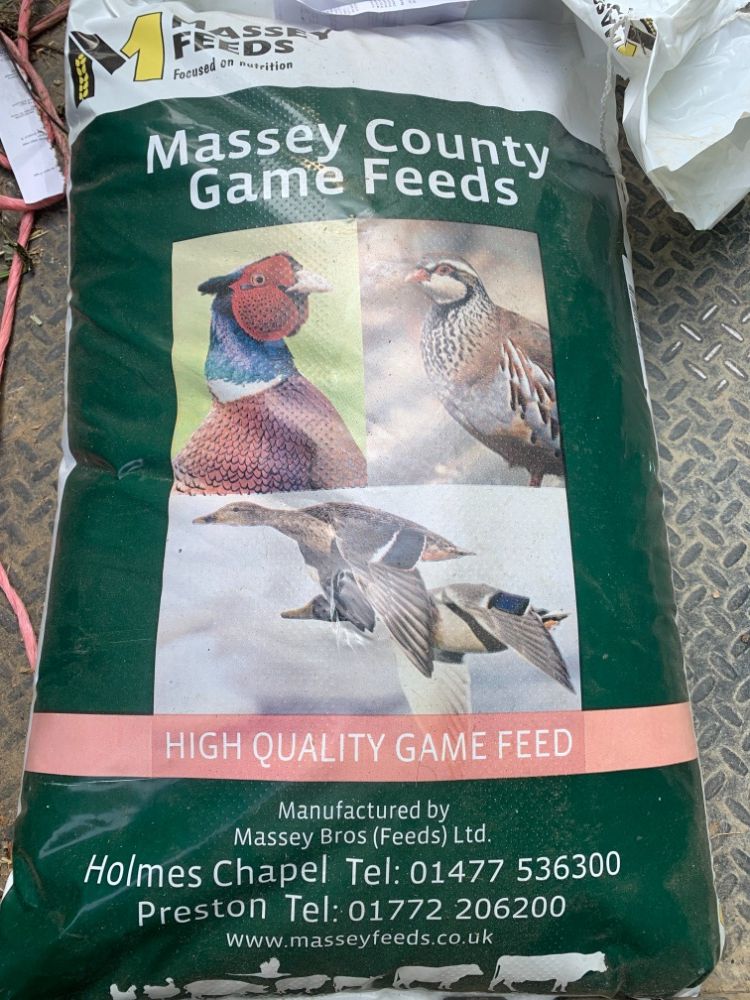 MASSEY
FEEDS
Focused on nutrition
Massey County
Game Feeds
HIGH QUALITY GAME FEED
Manufactured by
Massey Bros (Feeds) Ltd.
Holmes Chapel Tel: 01477 536300
Preston Tel: 01772 206200
www.masseyfeeds.co.uk